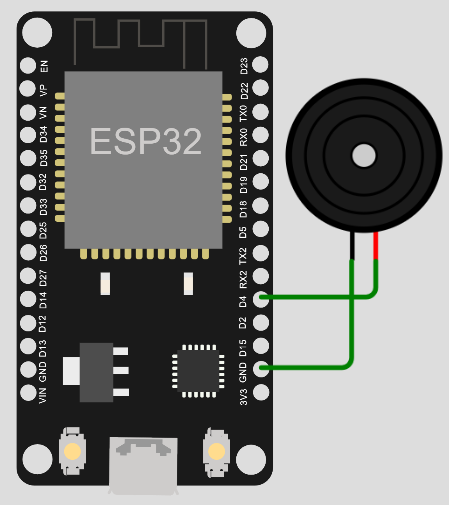 ESP32
EN
VP
VN
D34
D35
D32
D33
D25
D26
D27
D14
D12
D13
GND
VIN
D23
D22
TX0
RX0
D21
D19
D18
D5
TX2
RX2
D4
D2
D15
GND
3V3